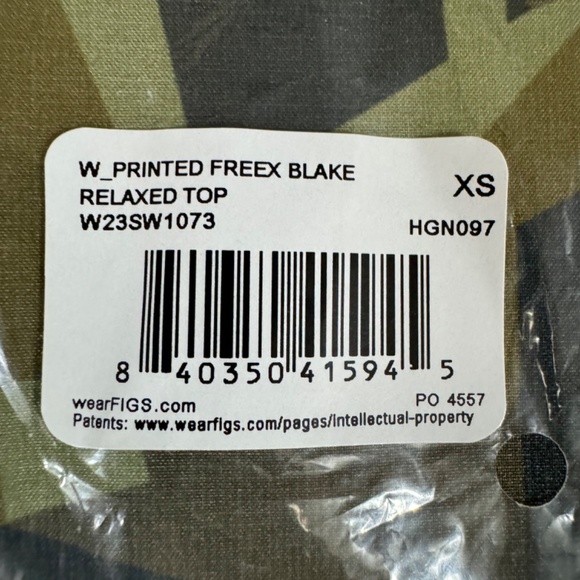 W_PRINTED FREEX BLAKE
RELAXED TOP
XS
W23SW1073
HGN097
8 40350 41594 5
wearFIGS.com
PO 4557
Patents: www.wearfigs.com/pages/intellectual-property